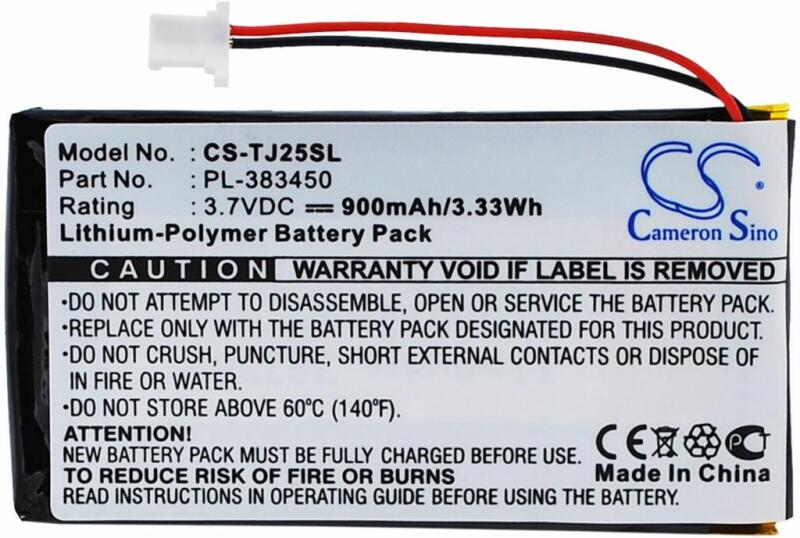 Model No. : CS-TJ25SL
Part No. : PL-383450
Rating : 3.7VDC ⎓ 900mAh/3.33Wh
Lithium-Polymer Battery Pack
CS
Cameron Sino
CAUTION WARRANTY VOID IF LABEL IS REMOVED
•DO NOT ATTEMPT TO DISASSEMBLE, OPEN OR SERVICE THE BATTERY PACK.
•REPLACE ONLY WITH THE BATTERY PACK DESIGNATED FOR THIS PRODUCT.
•DO NOT CRUSH, PUNCTURE, SHORT EXTERNAL CONTACTS OR DISPOSE OF
IN FIRE OR WATER.
•DO NOT STORE ABOVE 60°C (140°F).
ATTENTION!
NEW BATTERY PACK MUST BE FULLY CHARGED BEFORE USING
TO REDUCE RISK OF FIRE OR BURNS
READ INSTRUCTIONS IN OPERATING GUIDE BEFORE USING
CE PCT
Made In China